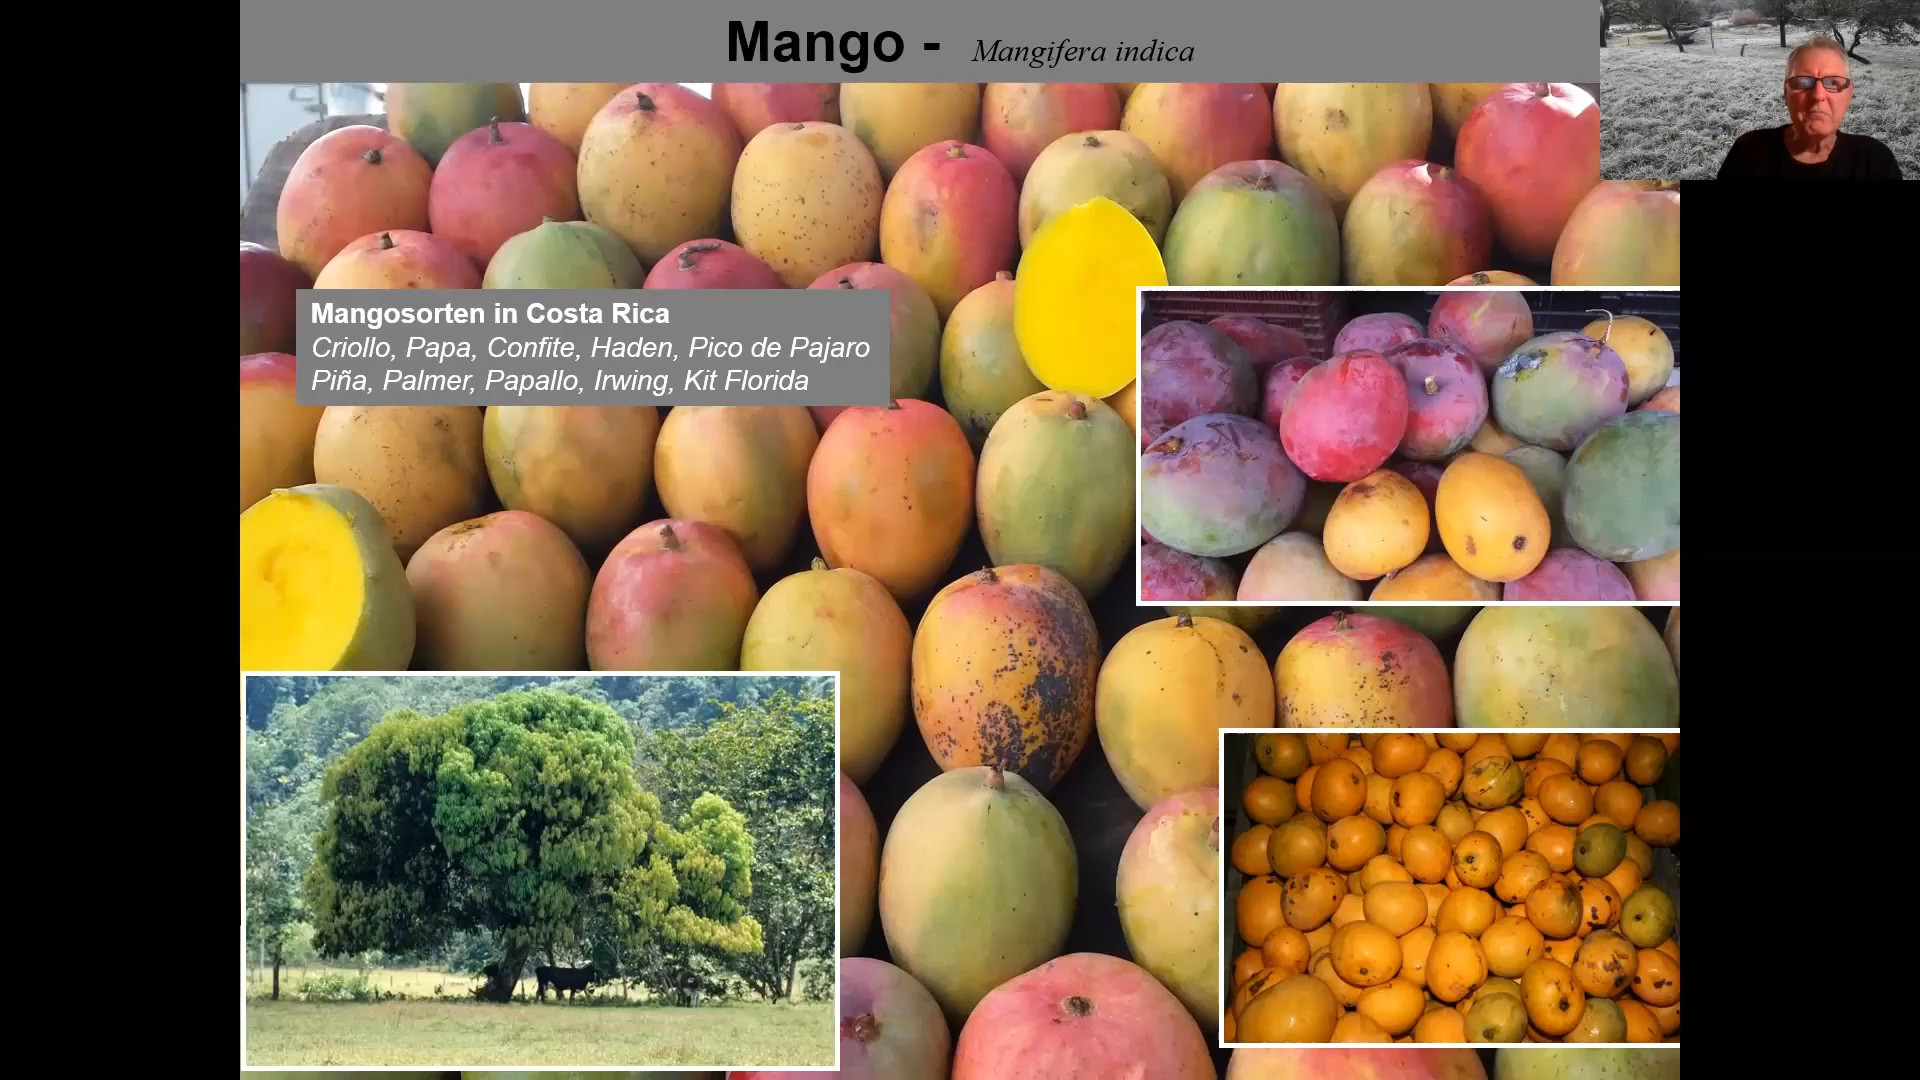 Mango - Mangifera indica
Mangosorten in Costa Rica
Criollo, Papa, Confite, Haden, Pico de Pajaro
Piña, Palmer, Papallo, Irwing, Kit Florida